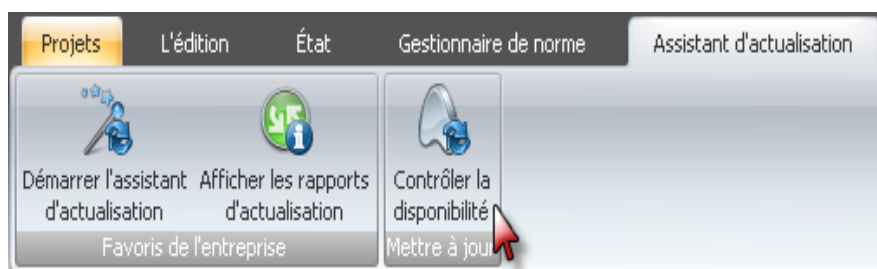 Projets L'édition État Gestionnaire de norme Assistant d'actualisation
Démarrer l'assistant d'actualisation
Afficher les rapports d'actualisation
Contrôler la disponibilité
Favoris de l'entreprise
Mettre à jour